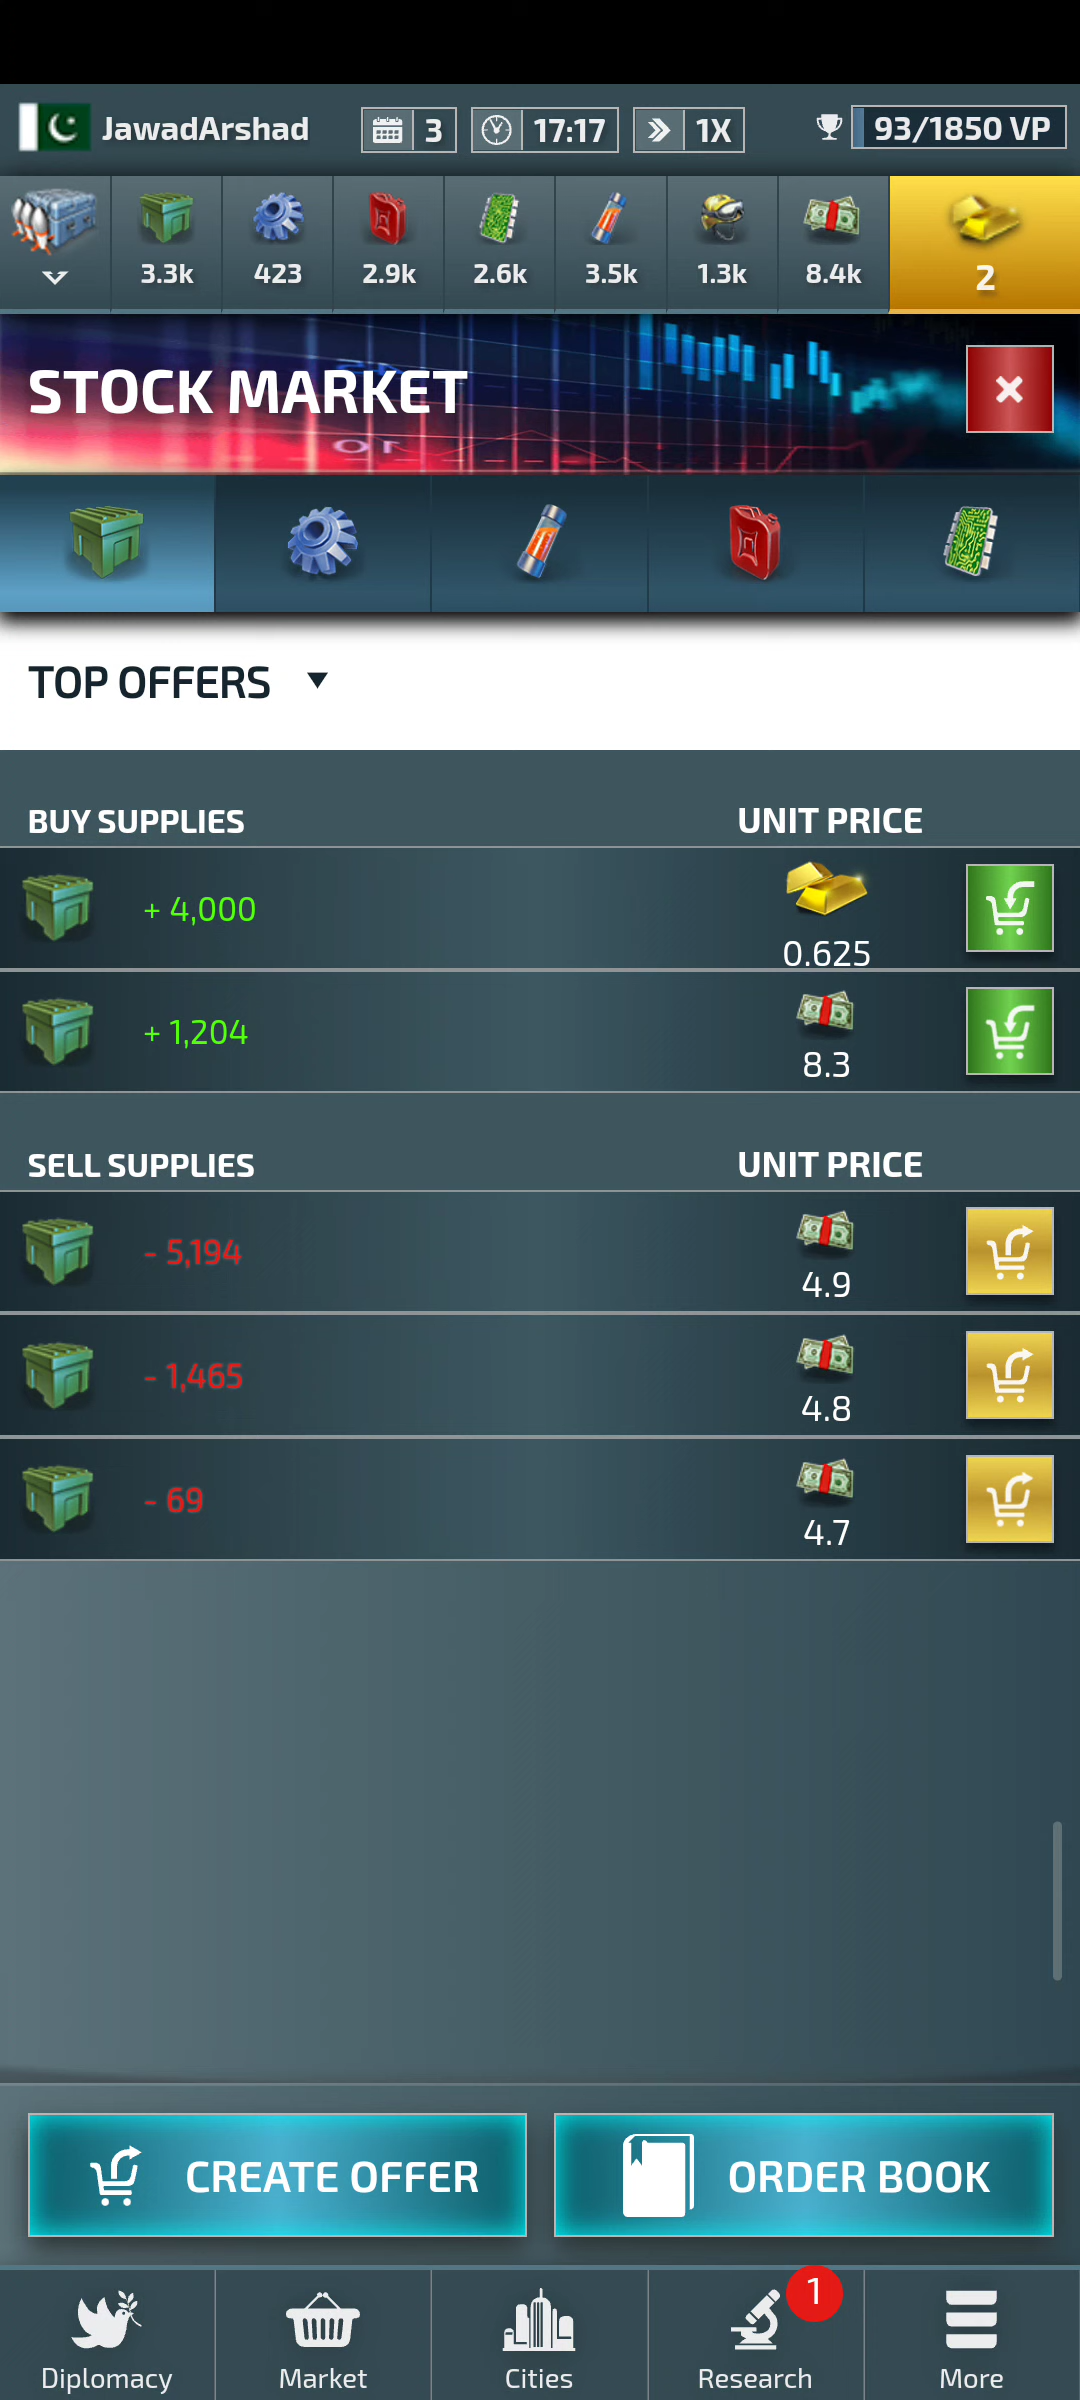 JawadArshad 3 17:17 1X 93/1850 VP
3.3k 423 2.9k 2.6k 3.5k 1.3k 8.4k 2
STOCK MARKET
TOP OFFERS
BUY SUPPLIES UNIT PRICE
+ 4,000
0.625
+ 1,204
8.3
SELL SUPPLIES UNIT PRICE
- 5,194
4.9
- 1,465
4.8
- 69
4.7
CREATE OFFER ORDER BOOK
1
Diplomacy Market Cities Research More